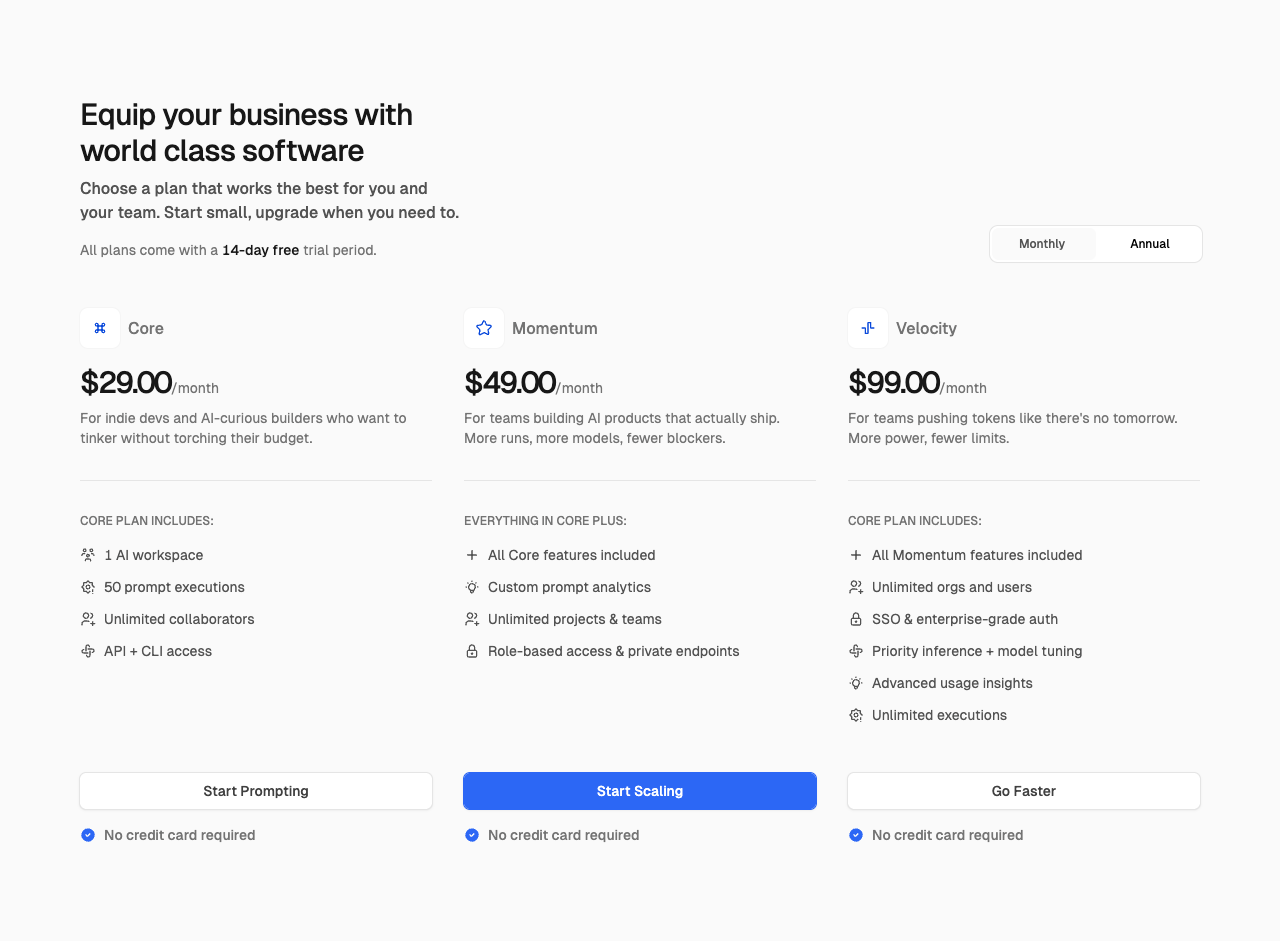 Equip your business with
world class software
Choose a plan that works the best for you and
your team. Start small, upgrade when you need to.
All plans come with a 14-day free trial period.
Monthly
Annual
Core
$29.00/month
For indie devs and AI-curious builders who want to
tinker without torching their budget.
CORE PLAN INCLUDES:
1 AI workspace
50 prompt executions
Unlimited collaborators
API + CLI access
Start Prompting
No credit card required
Momentum
$49.00/month
For teams building AI products that actually ship.
More runs, more models, fewer blockers.
EVERYTHING IN CORE PLUS:
All Core features included
Custom prompt analytics
Unlimited projects & teams
Role-based access & private endpoints
Start Scaling
No credit card required
Velocity
$99.00/month
For teams pushing tokens like there's no tomorrow.
More power, fewer limits.
CORE PLAN INCLUDES:
All Momentum features included
Unlimited orgs and users
SSO & enterprise-grade auth
Priority inference + model tuning
Advanced usage insights
Unlimited executions
Go Faster
No credit card required